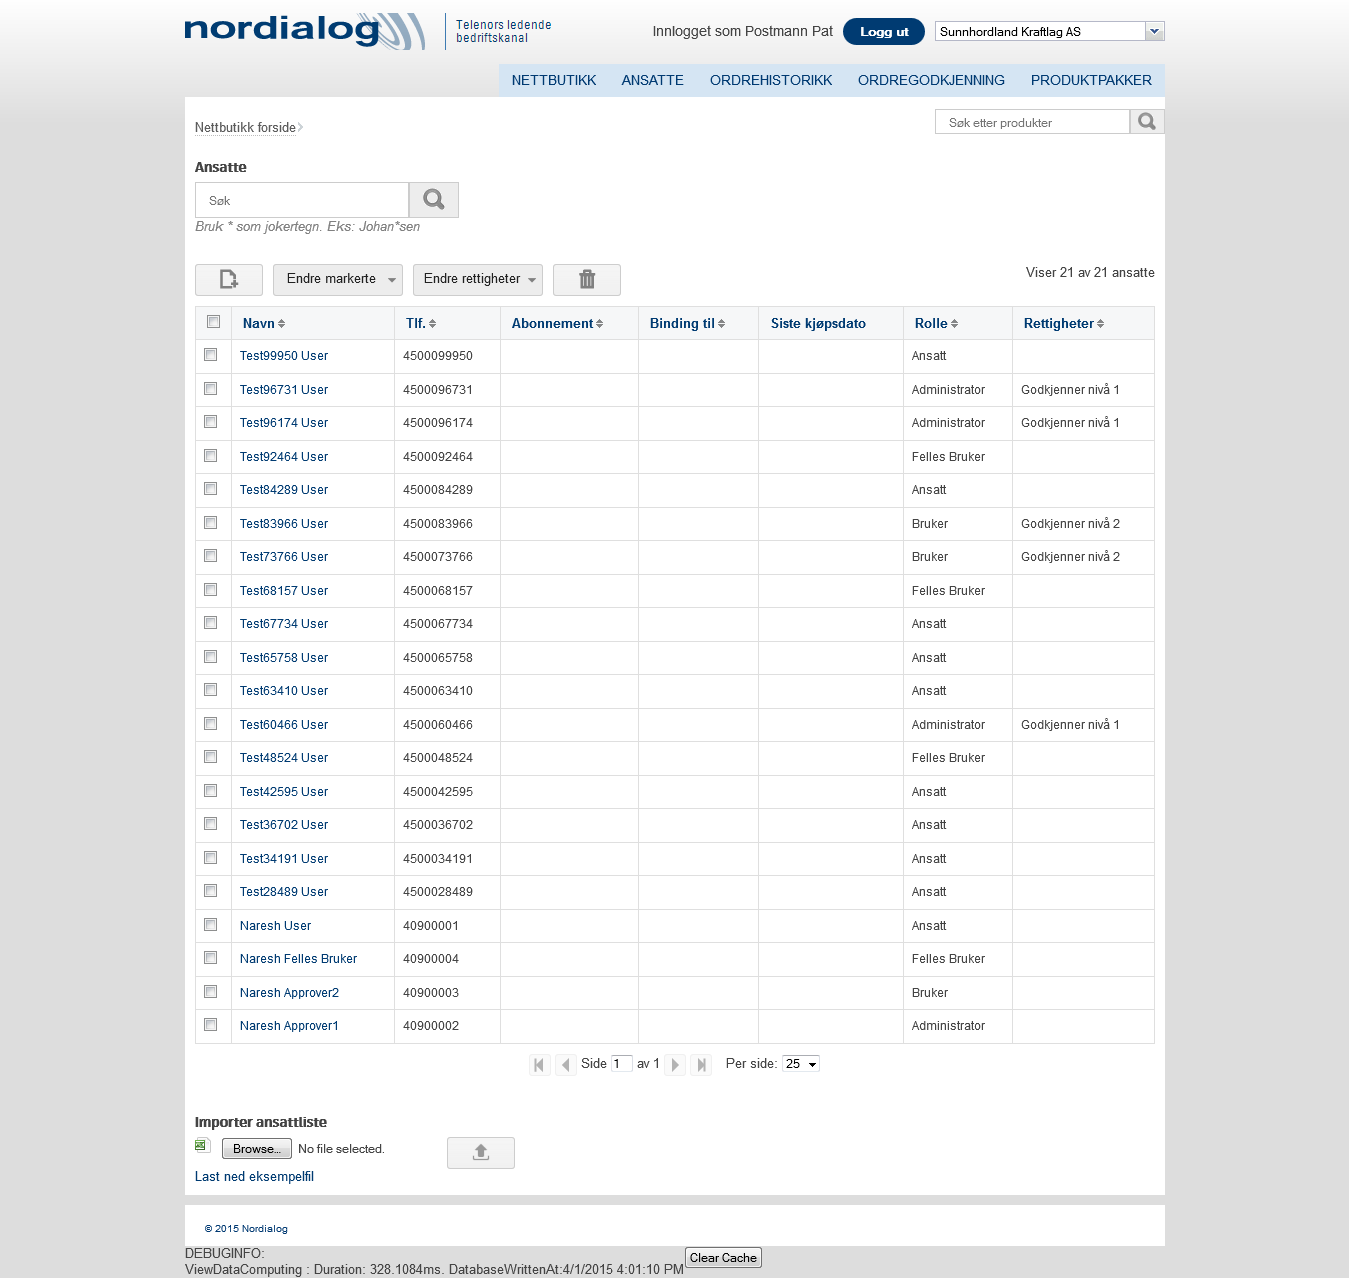 nordialog
Telenors ledende
bedriftskanal
Innlogget som Postmann Pat
Logg ut
Sunnhordland Kraftlag AS
NETTBUTIKK ANSATTE ORDREHISTORIKK ORDREGODKJENNING PRODUKTPAKKER
Nettbutikk forside
Søk etter produkter
Ansatte
Søk
Bruk * som jokertegn. Eks: Johan*sen
Endre markerte Endre rettigheter
Viser 21 av 21 ansatte
Navn Tlf. Abonnement Binding til Siste kjøpsdato Rolle Rettigheter
Test99950 User 4500099950 Ansatt
Test96731 User 4500096731 Administrator Godkjenner nivå 1
Test96174 User 4500096174 Administrator Godkjenner nivå 1
Test92464 User 4500092464 Felles Bruker
Test84289 User 4500084289 Ansatt
Test83966 User 4500083966 Bruker Godkjenner nivå 2
Test73766 User 4500073766 Bruker Godkjenner nivå 2
Test68157 User 4500068157 Felles Bruker
Test67734 User 4500067734 Ansatt
Test65758 User 4500065758 Ansatt
Test63410 User 4500063410 Ansatt
Test60466 User 4500060466 Administrator Godkjenner nivå 1
Test48524 User 4500048524 Felles Bruker
Test42595 User 4500042595 Ansatt
Test36702 User 4500036702 Ansatt
Test34191 User 4500034191 Ansatt
Test28489 User 4500028489 Ansatt
Naresh User 40900001 Ansatt
Naresh Felles Bruker 40900004 Felles Bruker
Naresh Approver2 40900003 Bruker
Naresh Approver1 40900002 Administrator
Side 1 av 1 Per side: 25
Importer ansattliste
Browse... No file selected.
Last ned eksempelfil
© 2015 Nordialog
DEBUGINFO:
ViewDataComputing : Duration: 328.1084ms. DatabaseWrittenAt:4/1/2015 4:01:10 PM Clear Cache